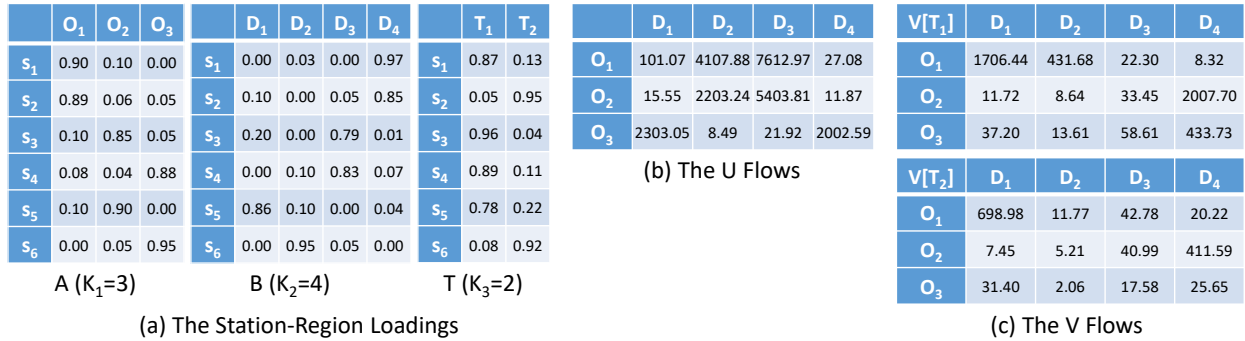 O1 O2 O3
S1 0.90 0.10 0.00
S2 0.89 0.06 0.05
S3 0.10 0.85 0.05
S4 0.08 0.04 0.88
S5 0.10 0.90 0.00
S6 0.00 0.05 0.95
A (K1=3)
D1 D2 D3 D4
S1 0.00 0.03 0.00 0.97
S2 0.10 0.00 0.05 0.85
S3 0.20 0.00 0.79 0.01
S4 0.00 0.10 0.83 0.07
S5 0.86 0.10 0.00 0.04
S6 0.00 0.95 0.05 0.00
B (K2=4)
T1 T2
S1 0.87 0.13
S2 0.05 0.95
S3 0.96 0.04
S4 0.89 0.11
S5 0.78 0.22
S6 0.08 0.92
T (K3=2)
(a) The Station-Region Loadings
D1 D2 D3 D4
O1 101.07 4107.88 7612.97 27.08
O2 15.55 2203.24 5403.81 11.87
O3 2303.05 8.49 21.92 2002.59
(b) The U Flows
V[T1] D1 D2 D3 D4
O1 1706.44 431.68 22.30 8.32
O2 11.72 8.64 33.45 2007.70
O3 37.20 13.61 58.61 433.73
V[T2] D1 D2 D3 D4
O1 698.98 11.77 42.78 20.22
O2 7.45 5.21 40.99 411.59
O3 31.40 2.06 17.58 25.65
(c) The V Flows